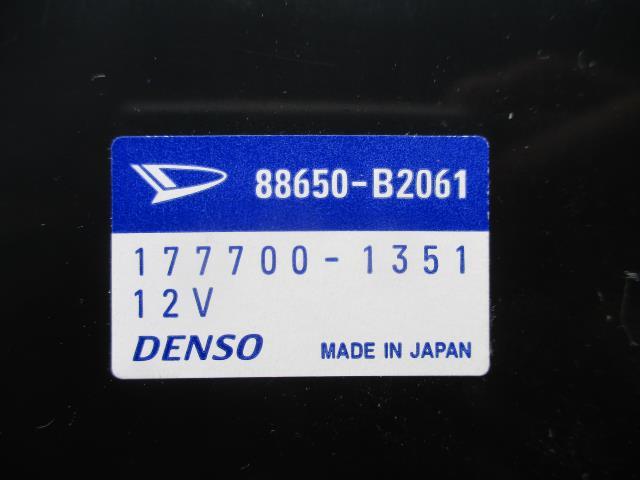 88650-B2061
177700-1351
12V
DENSO MADE IN JAPAN